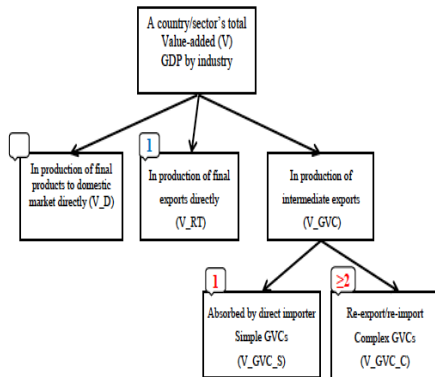 A country/sector's total
Value-added (V)
GDP by industry
In production of final
products to domestic
market directly (V_D)
1
In production of final
exports directly
(V_RT)
In production of
intermediate exports
(V_GVC)
1
Absorbed by direct importer
Simple GVCs
(V_GVC_S)
≥2
Re-export/re-import
Complex GVCs
(V_GVC_C)